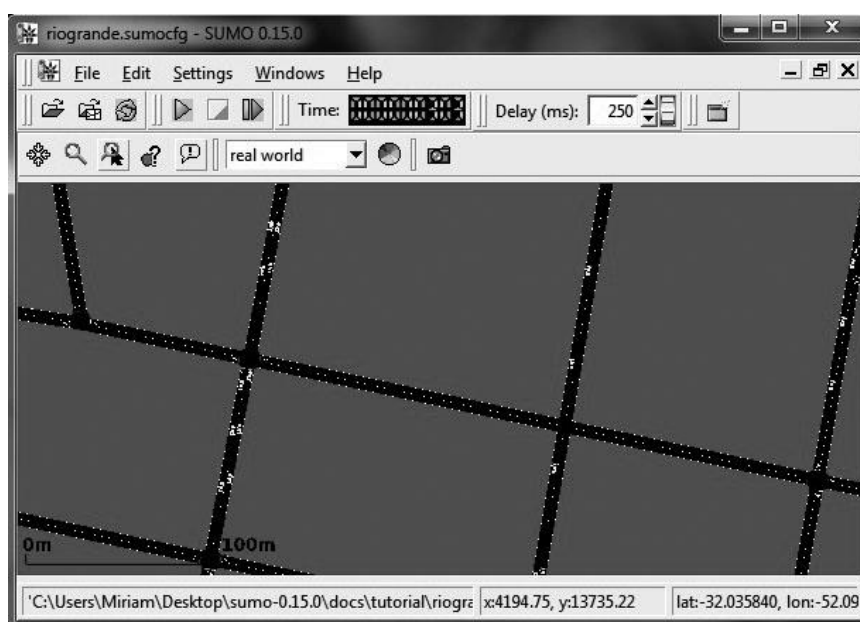 riogrande.sumocfg - SUMO 0.15.0
File Edit Settings Windows Help
Time: Delay (ms): 250
real world
0m 100m
'C:\Users\Miriam\Desktop\sumo-0.15.0\docs\tutorial\riogra x:4194.75, y:13735.22 lat:-32.035840, lon:-52.09